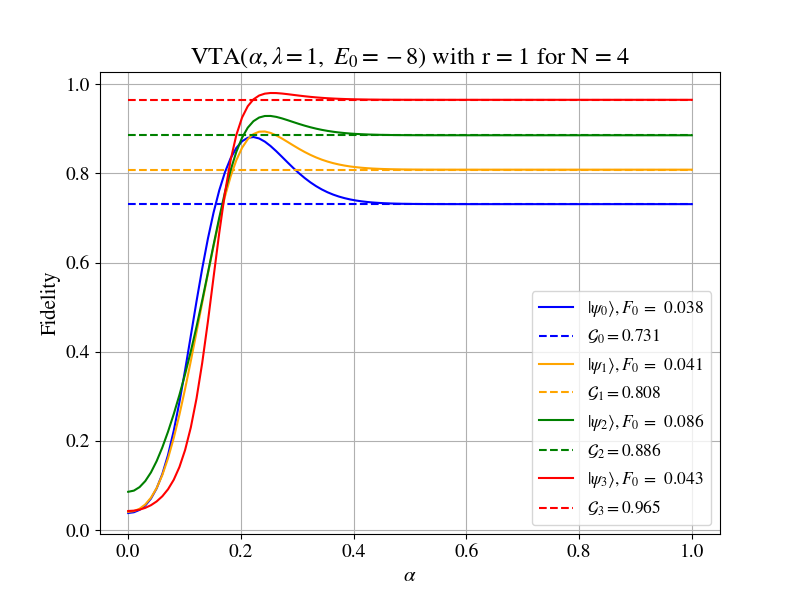 VTA(α, λ = 1, E₀ = −8) with r = 1 for N = 4
Fidelity
1.0
0.8
0.6
0.4
0.2
0.0
|ψ₀⟩, F₀ = 0.038
𝒢₀ = 0.731
|ψ₁⟩, F₀ = 0.041
𝒢₁ = 0.808
|ψ₂⟩, F₀ = 0.086
𝒢₂ = 0.886
|ψ₃⟩, F₀ = 0.043
𝒢₃ = 0.965
0.0 0.2 0.4 0.6 0.8 1.0
α